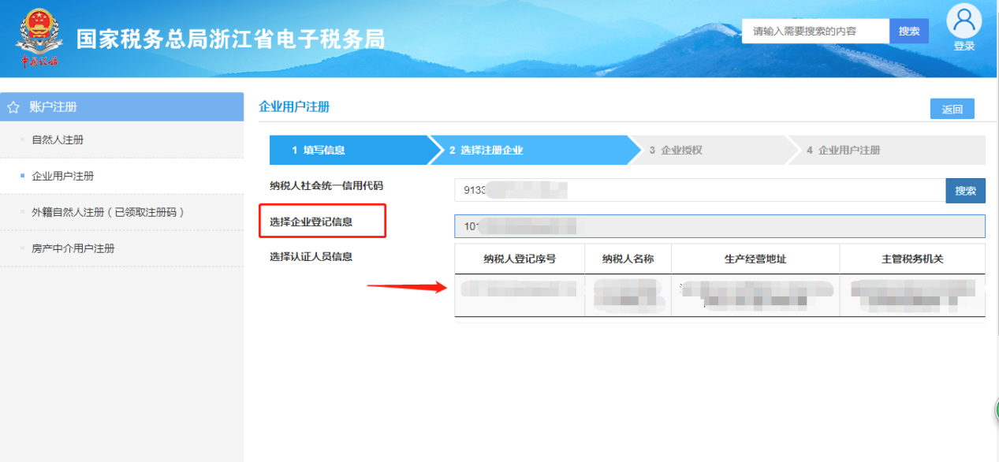 国家税务总局浙江省电子税务局
中国税务
请输入需要搜索的内容
搜索
登录
账户注册
自然人注册
企业用户注册
外籍自然人注册（已领取注册码）
房产中介用户注册
企业用户注册
返回
1 填写信息
2 选择注册企业
3 企业授权
4 企业用户注册
纳税人社会统一信用代码
9133
搜索
选择企业登记信息
101
选择认证人员信息
纳税人登记序号 纳税人名称 生产经营地址 主管税务机关